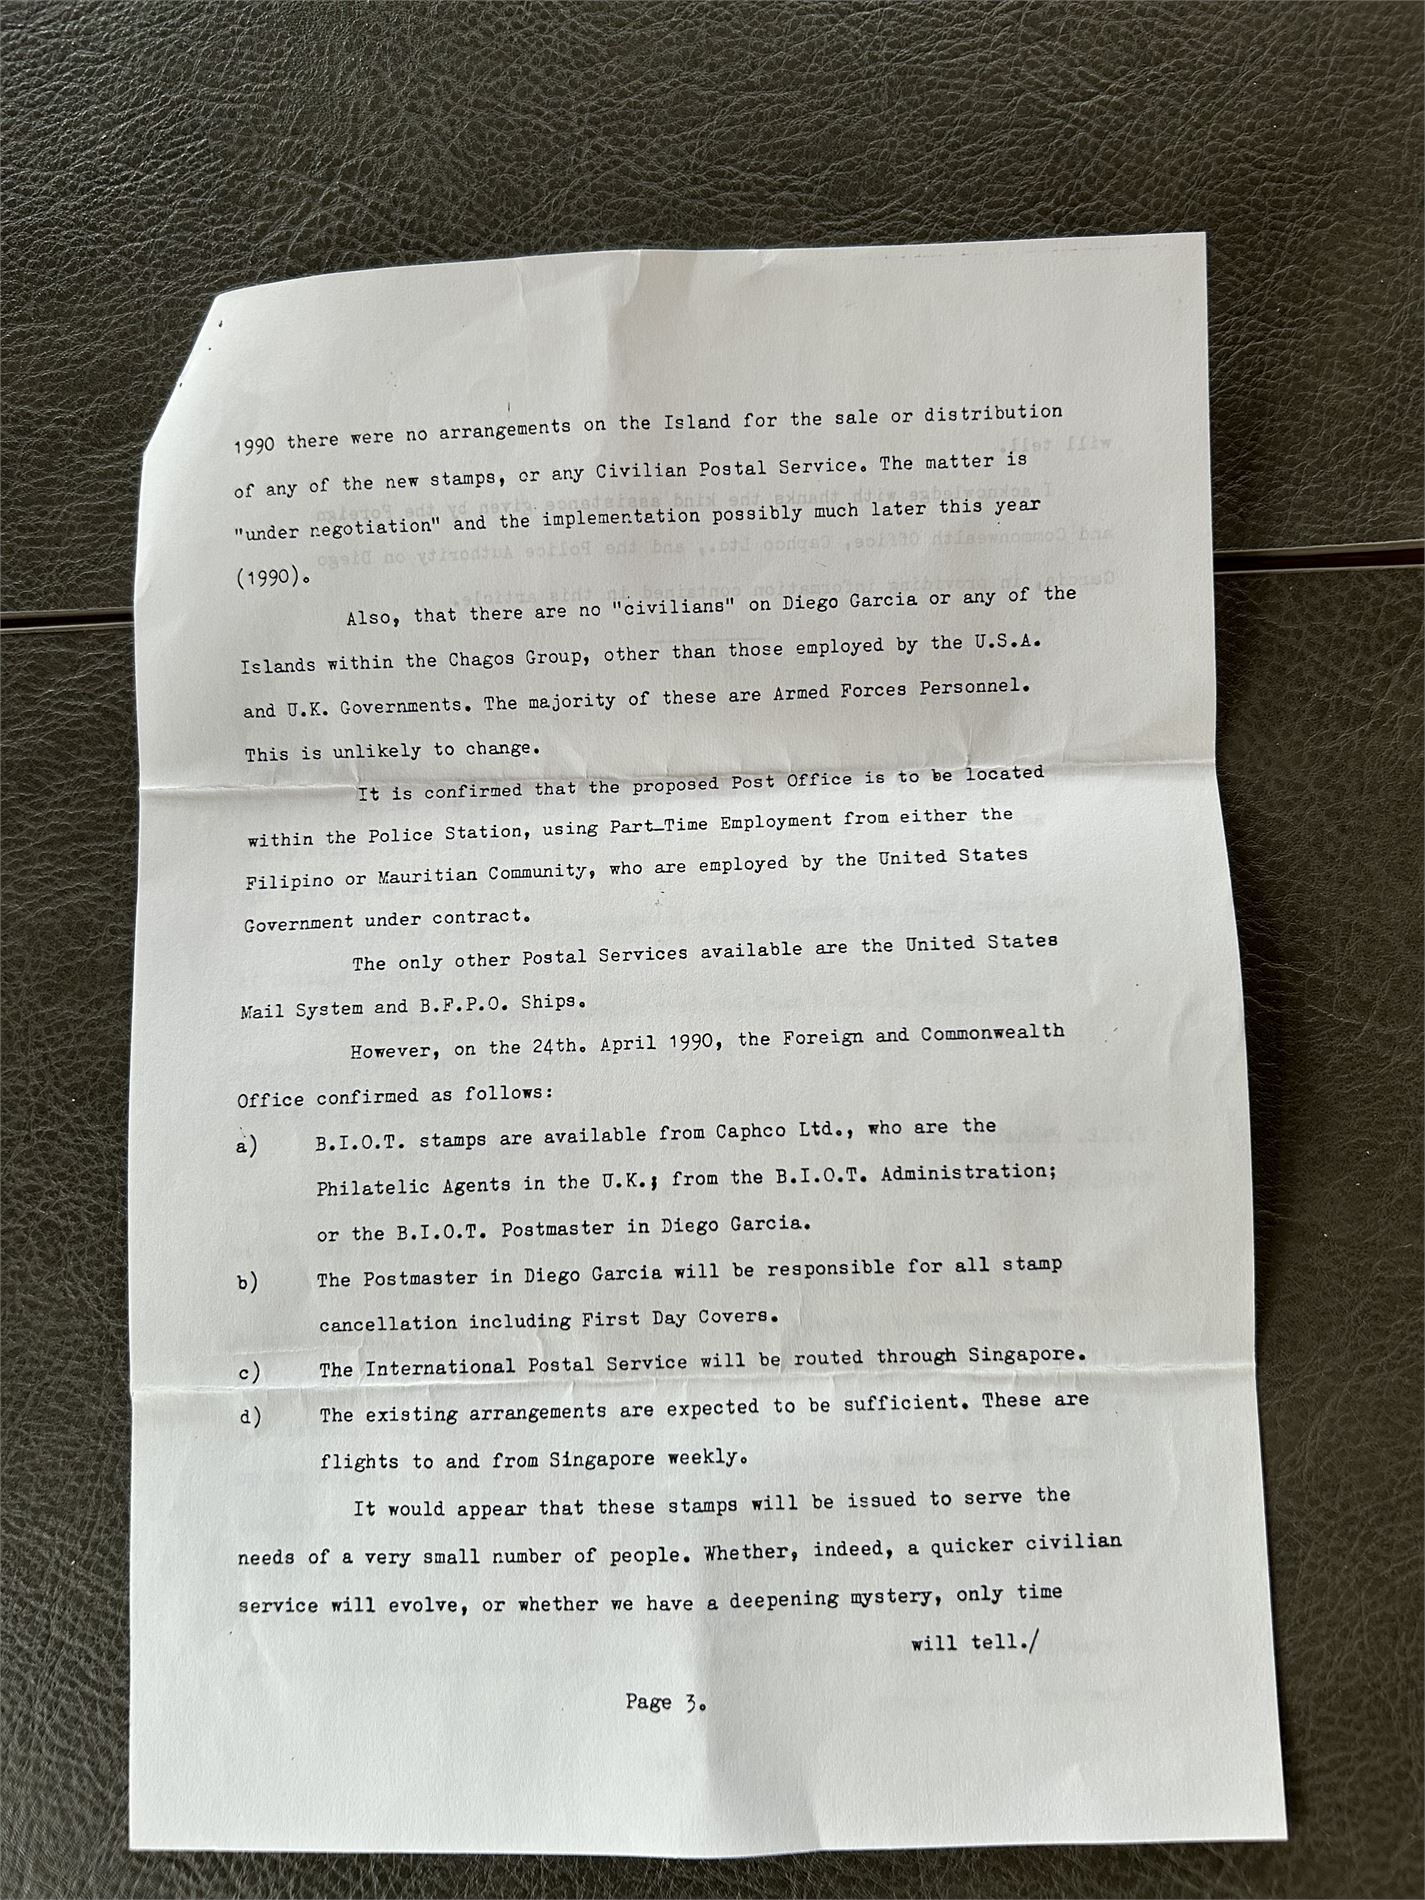 1990 there were no arrangements on the Island for the sale or distribution
of any of the new stamps, or any Civilian Postal Service. The matter is
"under negotiation" and the implementation possibly much later this year
(1990).
Also, that there are no "civilians" on Diego Garcia or any of the
Islands within the Chagos Group, other than those employed by the U.S.A.
and U.K. Governments. The majority of these are Armed Forces Personnel.
This is unlikely to change.
It is confirmed that the proposed Post Office is to be located
within the Police Station, using Part-Time Employment from either the
Filipino or Mauritian Community, who are employed by the United States
Government under contract.
The only other Postal Services available are the United States
Mail System and B.F.P.O. Ships.
However, on the 24th. April 1990, the Foreign and Commonwealth
Office confirmed as follows:
a) B.I.O.T. stamps are available from Caphco Ltd., who are the
Philatelic Agents in the U.K.; from the B.I.O.T. Administration;
or the B.I.O.T. Postmaster in Diego Garcia.
b) The Postmaster in Diego Garcia will be responsible for all stamp
cancellation including First Day Covers.
c) The International Postal Service will be routed through Singapore.
d) The existing arrangements are expected to be sufficient. These are
flights to and from Singapore weekly.
It would appear that these stamps will be issued to serve the
needs of a very small number of people. Whether, indeed, a quicker civilian
service will evolve, or whether we have a deepening mystery, only time
will tell./
Page 3.